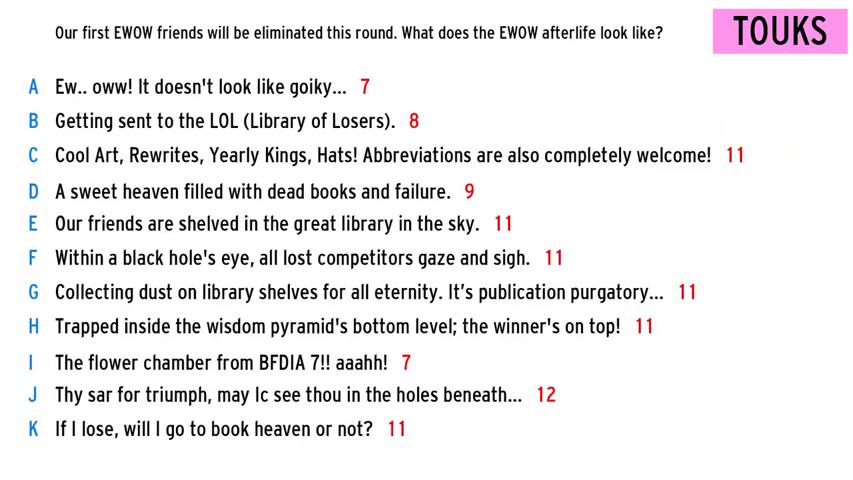 Our first EWOW friends will be eliminated this round. What does the EWOW afterlife look like?
TOUKS
A Ew.. oww! It doesn't look like goiky... 7
B Getting sent to the LOL (Library of Losers). 8
C Cool Art, Rewrites, Yearly Kings, Hats! Abbreviations are also completely welcome! 11
D A sweet heaven filled with dead books and failure. 9
E Our friends are shelved in the great library in the sky. 11
F Within a black hole's eye, all lost competitors gaze and sigh. 11
G Collecting dust on library shelves for all eternity. It’s publication purgatory... 11
H Trapped inside the wisdom pyramid's bottom level; the winner's on top! 11
I The flower chamber from BFDIA 7!! aaahh! 7
J Thy sar for triumph, may Ic see thou in the holes beneath... 12
K If I lose, will I go to book heaven or not? 11